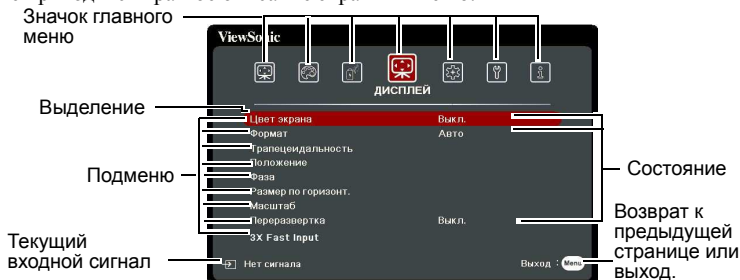 Значок главного
меню
ViewSonic
ДИСПЛЕЙ
Выделение
Цвет экрана Выкл.
Формат Авто
Трапецеидальность
Положение
Фаза
Размер по горизонт.
Масштаб
Переразвертка Выкл.
3X Fast Input
Подменю
Состояние
Текущий
входной сигнал
Нет сигнала
Выход : Menu
Возврат к
предыдущей
странице или
выход.